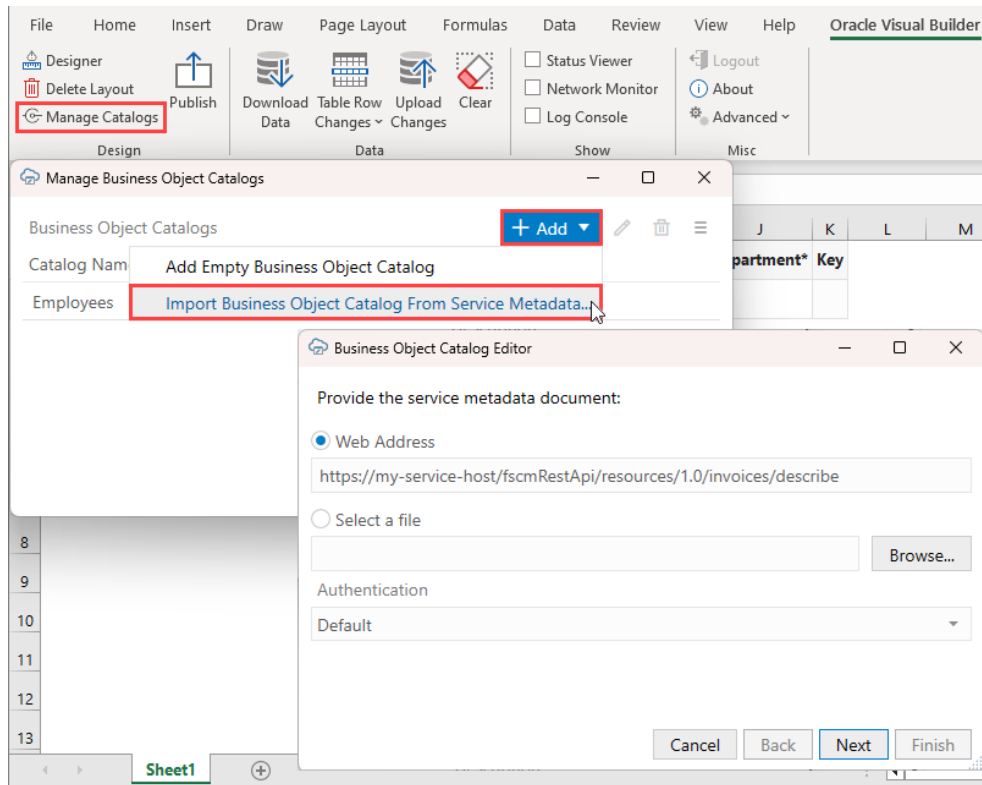 File Home Insert Draw Page Layout Formulas Data Review View Help Oracle Visual Builder
Designer
Delete Layout
Manage Catalogs
Publish
Download Data
Table Row Changes
Upload Changes
Clear
Status Viewer
Network Monitor
Log Console
Logout
About
Advanced
Design Data Show Misc
Manage Business Object Catalogs
Business Object Catalogs
+ Add
Catalog Nam
Add Empty Business Object Catalog
Employees
Import Business Object Catalog From Service Metadata...
J K L M
partment* Key
Business Object Catalog Editor
Provide the service metadata document:
Web Address
https://my-service-host/fscmRestApi/resources/1.0/invoices/describe
Select a file
Browse...
Authentication
Default
8
9
10
11
12
13
Cancel Back Next Finish
Sheet1